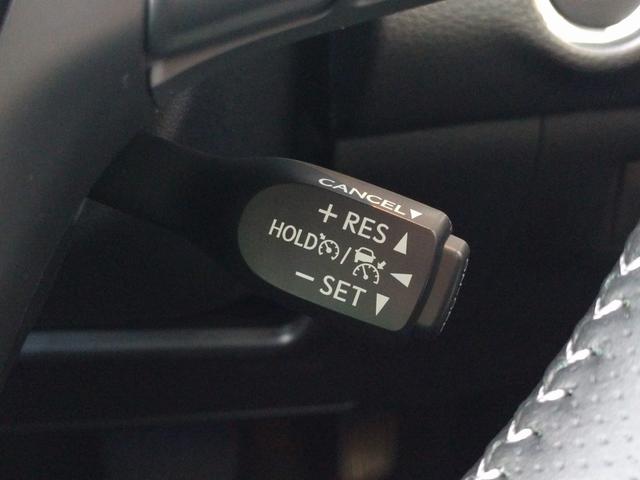 CANCEL▼
+ RES ▲
HOLD /  ◀
− SET ▼